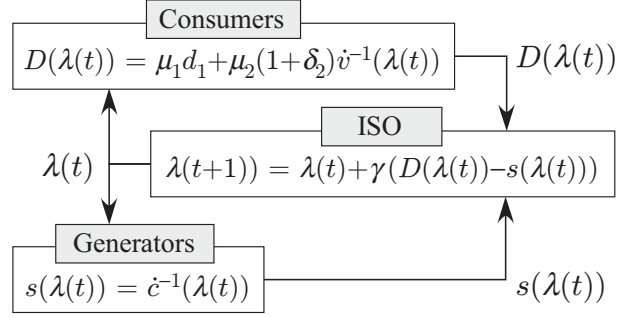 Consumers
D(λ(t)) = μ₁d₁+μ₂(1+δ₂)v̇⁻¹(λ(t))
D(λ(t))
ISO
λ(t)
λ(t+1)) = λ(t)+γ(D(λ(t))–s(λ(t)))
Generators
s(λ(t)) = ċ⁻¹(λ(t))
s(λ(t))